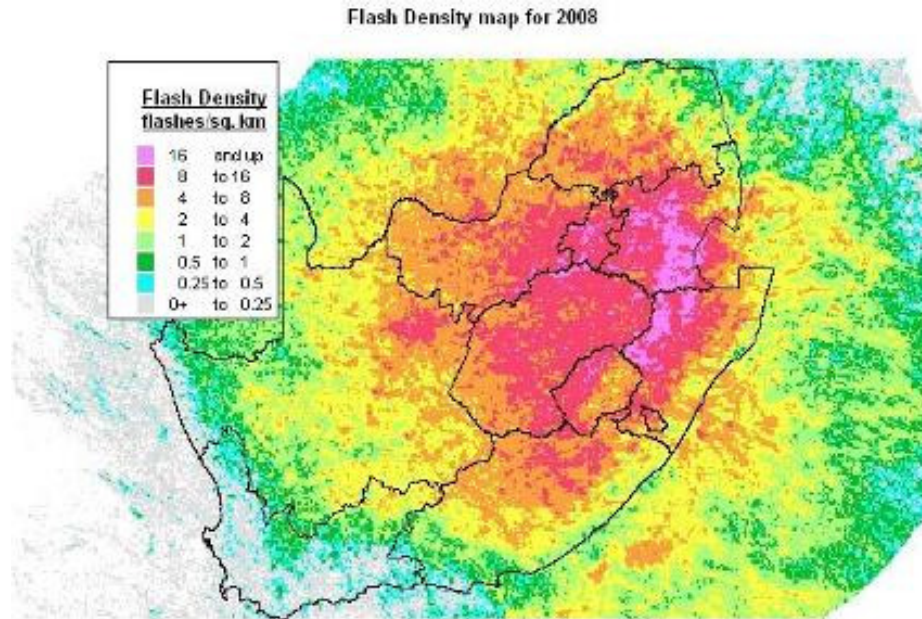 Flash Density map for 2008
Flash Density
flashes/sq. km
16 and up
8 to 16
4 to 8
2 to 4
1 to 2
0.5 to 1
0.25 to 0.5
0+ to 0.25